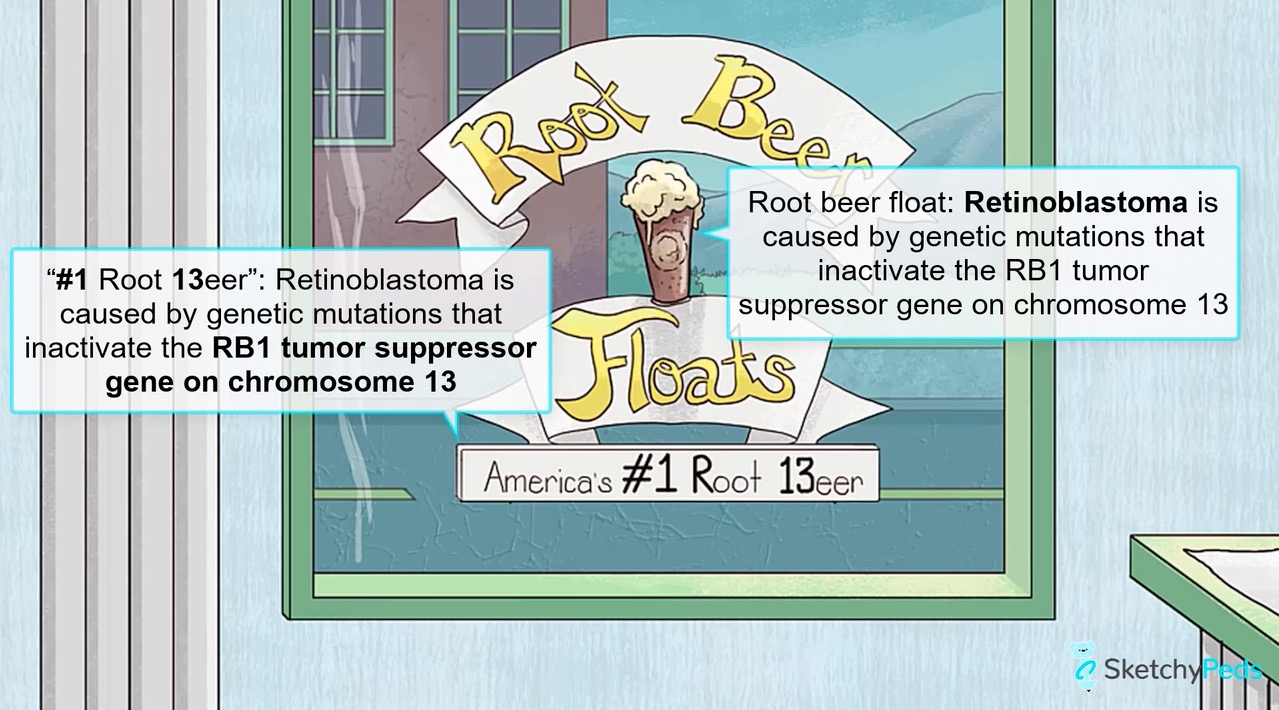 Root Beer
Root beer float: Retinoblastoma is
caused by genetic mutations that
inactivate the RB1 tumor
suppressor gene on chromosome 13
“#1 Root 13eer”: Retinoblastoma is
caused by genetic mutations that
inactivate the RB1 tumor suppressor
gene on chromosome 13
Floats
America's #1 Root 13eer
SketchyPeds